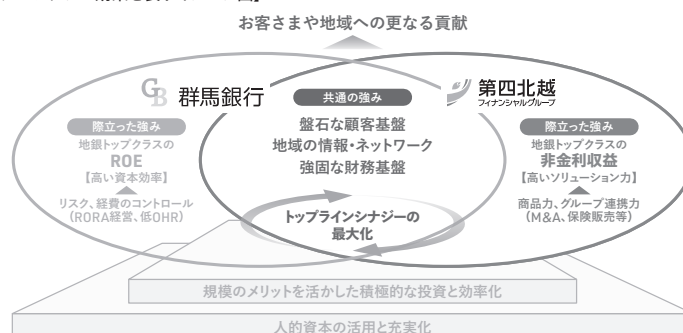 お客さまや地域への更なる貢献
GB 群馬銀行
際立った強み
地銀トップクラスの
ROE
【高い資本効率】
リスク、経費のコントロール
(RORA経営、低OHR)
共通の強み
盤石な顧客基盤
地域の情報・ネットワーク
強固な財務基盤
トップラインシナジーの
最大化
第四北越
フィナンシャルグループ
際立った強み
地銀トップクラスの
非金利収益
【高いソリューション力】
商品力、グループ連携力
(M&A、保険販売等)
規模のメリットを活かした積極的な投資と効率化
人的資本の活用と充実化